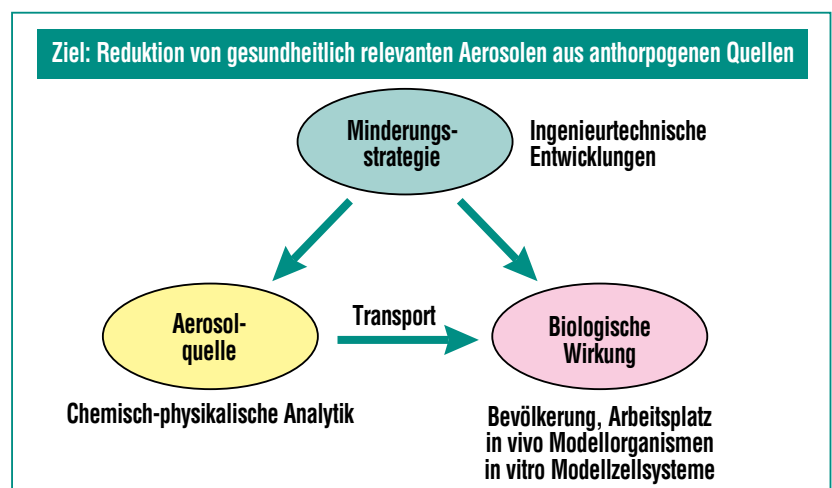 Ziel: Reduktion von gesundheitlich relevanten Aerosolen aus anthorpogenen Quellen
Minderungs-
strategie
Ingenieurtechnische
Entwicklungen
Aerosol-
quelle
Transport
Biologische
Wirkung
Chemisch-physikalische Analytik
Bevölkerung, Arbeitsplatz
in vivo Modellorganismen
in vitro Modellzellsysteme